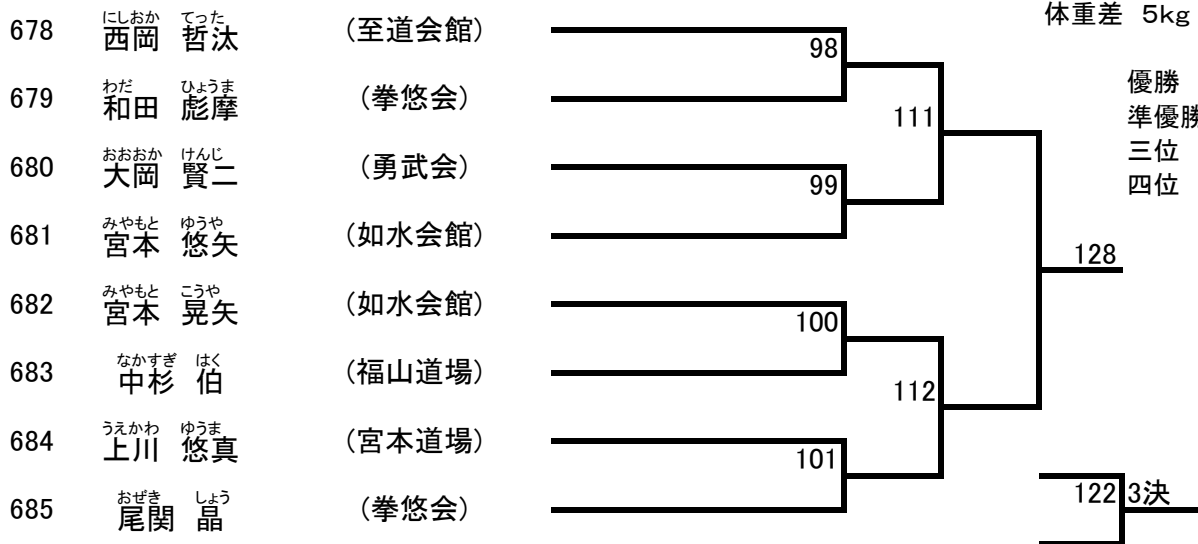 体重差 5kg
にしおか てった
678 西岡 哲汰 (至道会館)
98
優勝
わだ ひょうま
679 和田 彪摩 (拳悠会)
準優勝
111
三位
おおおか けんじ
680 大岡 賢二 (勇武会)
四位
99
みやもと ゆうや
681 宮本 悠矢 (如水会館)
128
みやもと こうや
682 宮本 晃矢 (如水会館)
100
なかすぎ はく
683 中杉 伯 (福山道場)
112
うえかわ ゆうま
684 上川 悠真 (宮本道場)
101
おぜき しょう
685 尾関 晶 (拳悠会)
122 3決